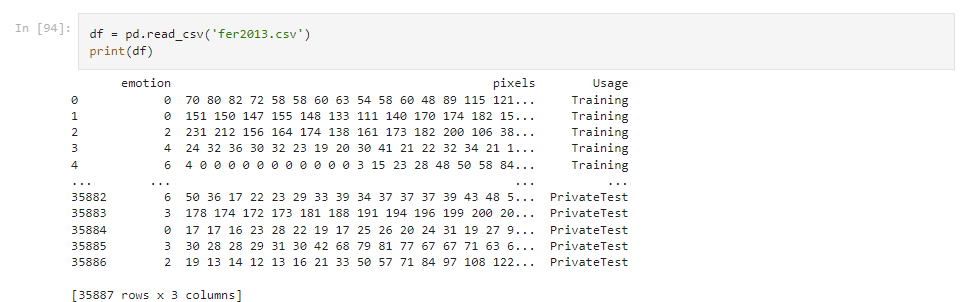 In [94]:
df = pd.read_csv('fer2013.csv')
print(df)
emotion pixels Usage
0 0 70 80 82 72 58 58 60 63 54 58 60 48 89 115 121... Training
1 0 151 150 147 155 148 133 111 140 170 174 182 15... Training
2 2 231 212 156 164 174 138 161 173 182 200 106 38... Training
3 4 24 32 36 30 32 23 19 20 30 41 21 22 32 34 21 1... Training
4 6 4 0 0 0 0 0 0 0 0 0 0 0 3 15 23 28 48 50 58 84... Training
... ... ... ...
35882 6 50 36 17 22 23 29 33 39 34 37 37 37 39 43 48 5... PrivateTest
35883 3 178 174 172 173 181 188 191 194 196 199 200 20... PrivateTest
35884 0 17 17 16 23 28 22 19 17 25 26 20 24 31 19 27 9... PrivateTest
35885 3 30 28 28 29 31 30 42 68 79 81 77 67 67 71 63 6... PrivateTest
35886 2 19 13 14 12 13 16 21 33 50 57 71 84 97 108 122... PrivateTest
[35887 rows x 3 columns]